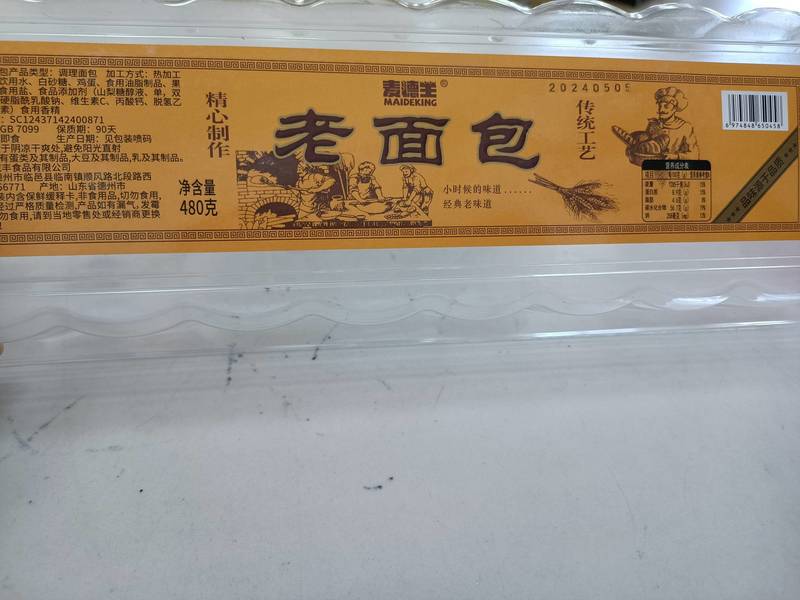 包产品类型：调理面包 加工方式：热加工
饮用水、白砂糖、鸡蛋、食用油脂制品、果
食用盐、食品添加剂（山梨糖醇液、单，双
硬脂酰乳酸钠、维生素C、丙酸钙、脱氢乙
素）食用香精
：SC12437142400871
GB 7099 保质期：90天
即食 生产日期：见包装喷码
于阴凉干爽处,避免阳光直射
有蛋类及其制品,大豆及其制品,乳及其制品。
丰食品有限公司
州市临邑县临南镇顺风路北段路西
66771 产地：山东省德州市
装内含保鲜缓释卡,非食用品,切勿食用,
经过严格质量检测,产品如有漏气,发霉
勿食用,请到当地零售处或经销商更换
精心制作
净含量
480克
麦德王®
MAIDEKING
老面包
20240505
传统工艺
小时候的味道......
经典老味道
营养成分表
6974848650458
品味源于品质